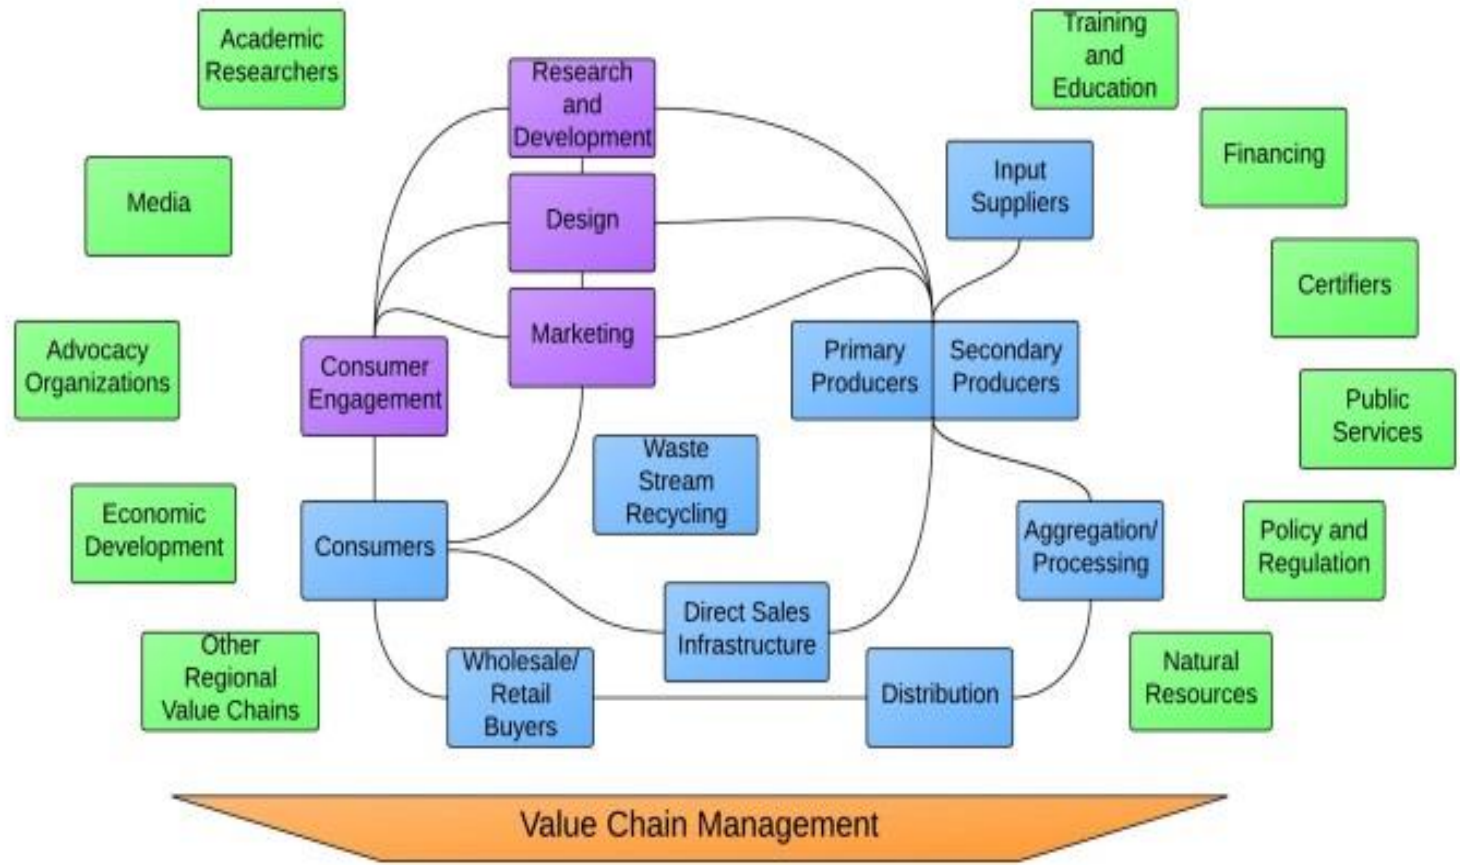 Academic
Researchers
Research
and
Development
Training
and
Education
Financing
Input
Suppliers
Media
Design
Certifiers
Marketing
Advocacy
Organizations
Consumer
Engagement
Primary
Producers
Secondary
Producers
Public
Services
Waste
Stream
Recycling
Economic
Development
Consumers
Aggregation/
Processing
Policy and
Regulation
Direct Sales
Infrastructure
Other
Regional
Value Chains
Wholesale/
Retail
Buyers
Distribution
Natural
Resources
Value Chain Management